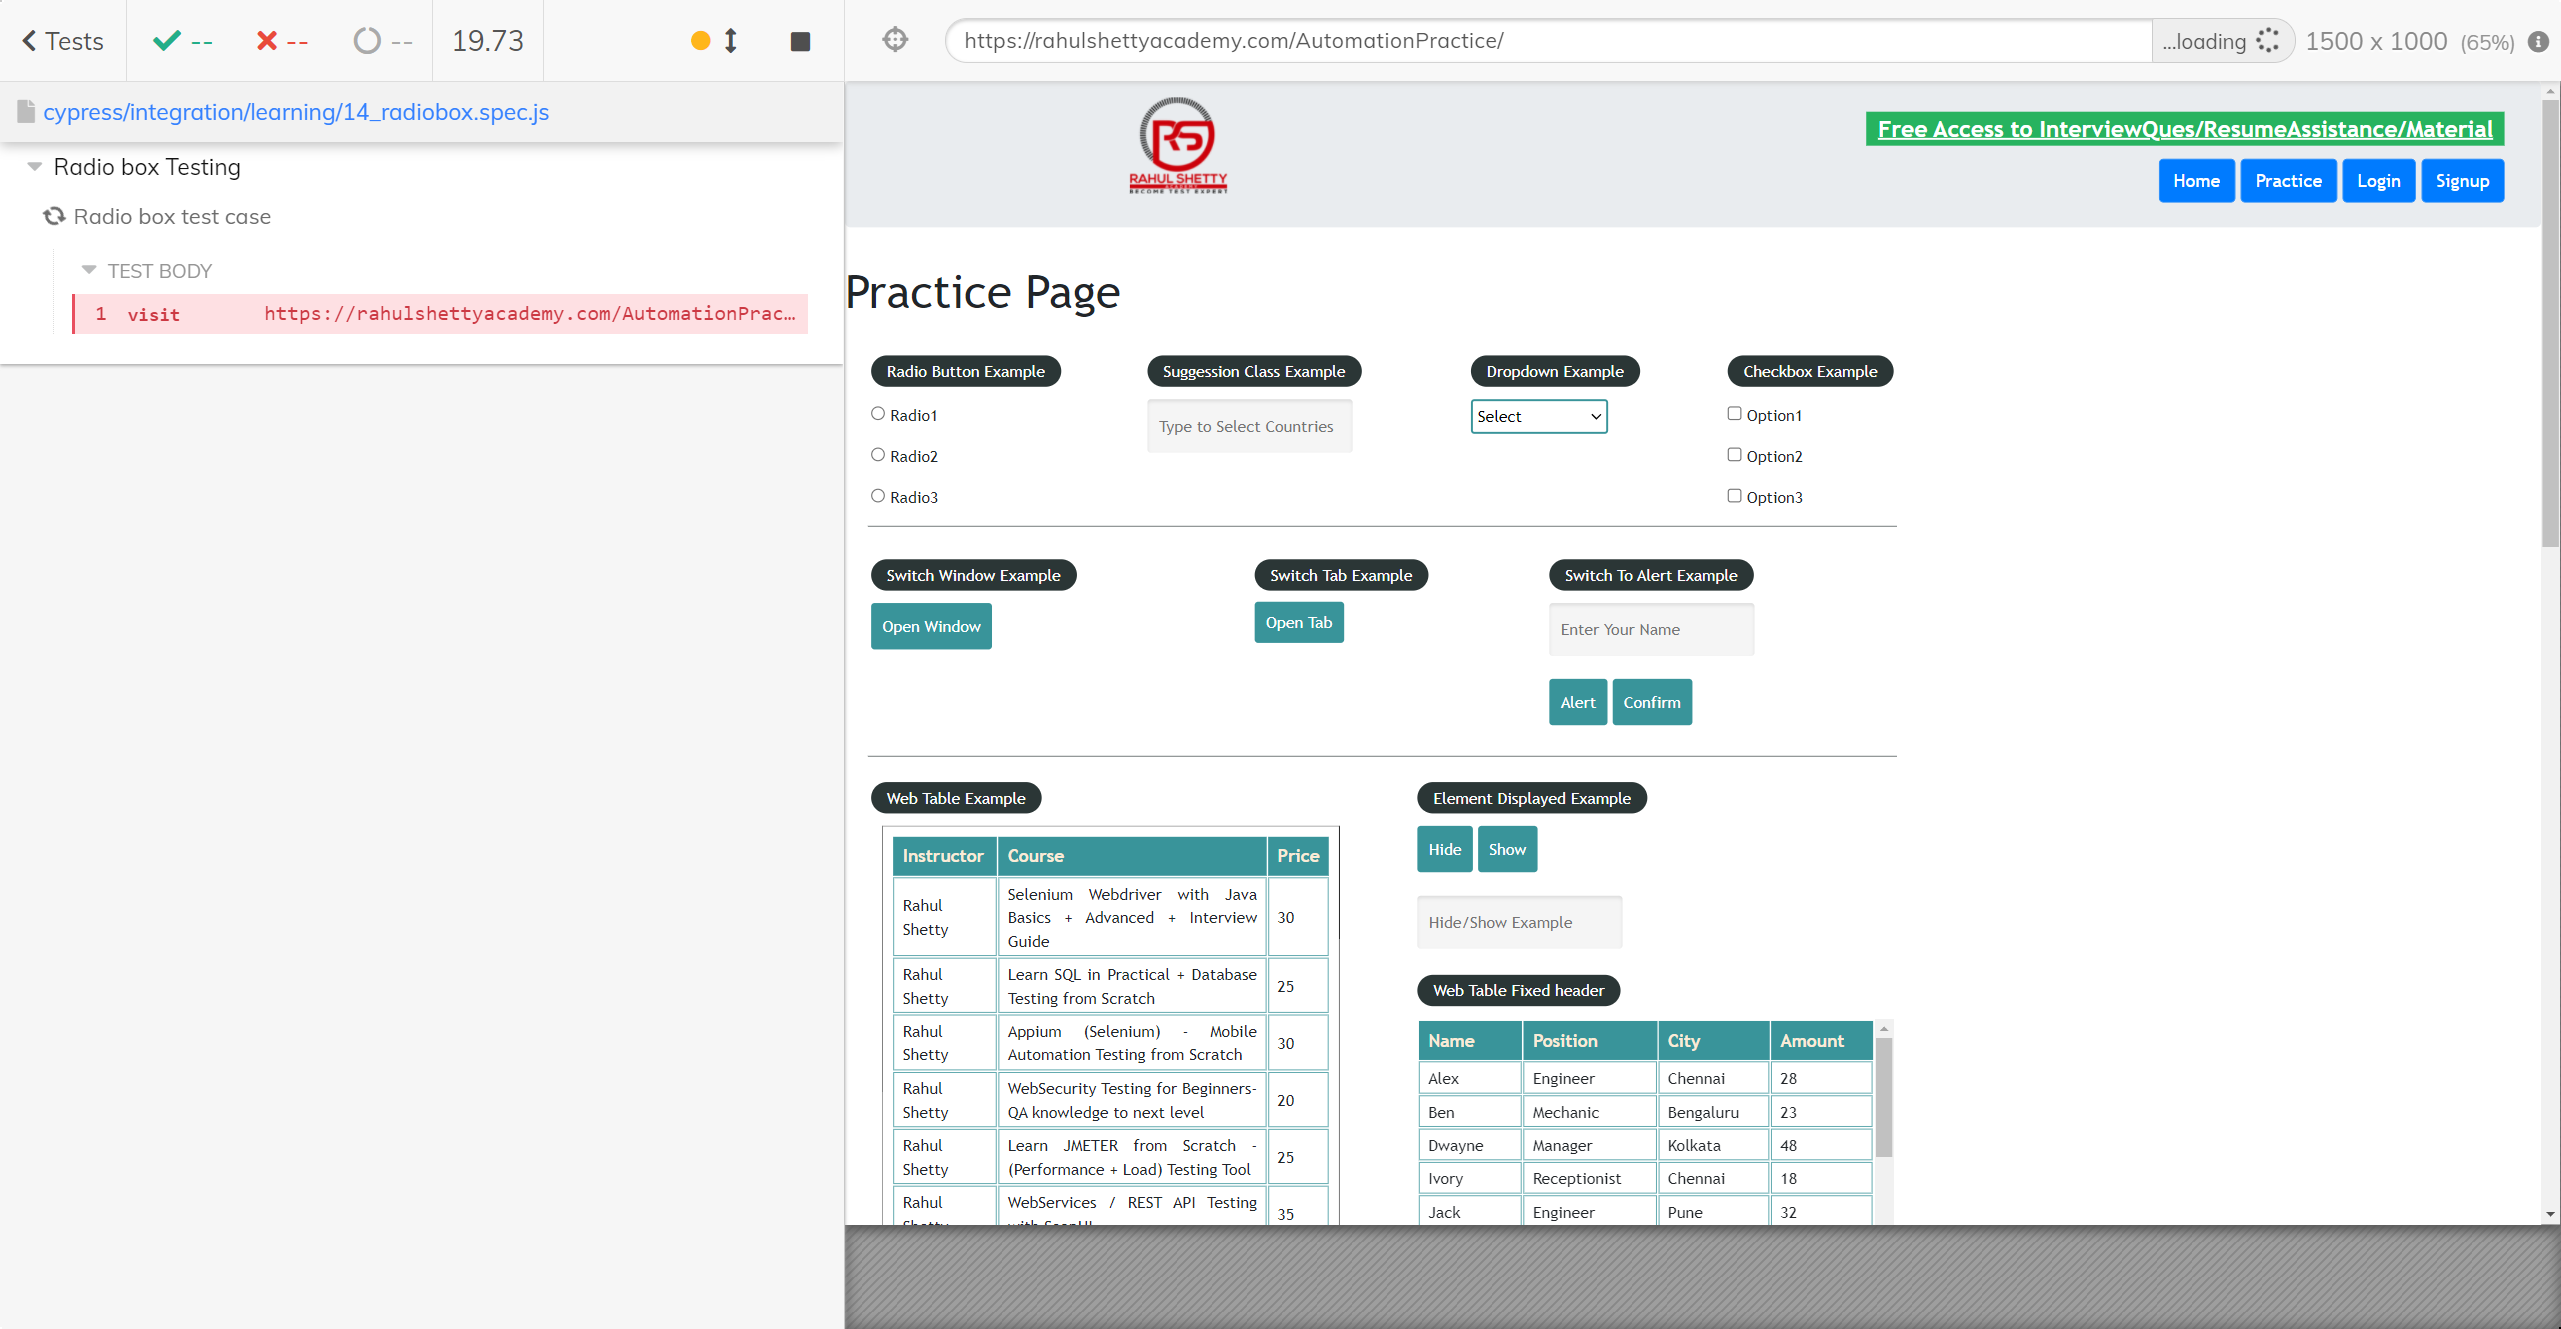 Tests
--
--
--
19.73
https://rahulshettyacademy.com/AutomationPractice/
...loading
1500 x 1000 (65%)
cypress/integration/learning/14_radiobox.spec.js
Radio box Testing
Radio box test case
TEST BODY
1 visit https://rahulshettyacademy.com/AutomationPrac...
RS
RAHUL SHETTY
ACADEMY
BECOME TEST EXPERT
Free Access to InterviewQues/ResumeAssistance/Material
Home Practice Login Signup
Practice Page
Radio Button Example
Radio1
Radio2
Radio3
Suggession Class Example
Type to Select Countries
Dropdown Example
Select
Checkbox Example
Option1
Option2
Option3
Switch Window Example
Open Window
Switch Tab Example
Open Tab
Switch To Alert Example
Enter Your Name
Alert Confirm
Web Table Example
Instructor Course Price
Rahul Shetty Selenium Webdriver with Java Basics + Advanced + Interview Guide 30
Rahul Shetty Learn SQL in Practical + Database Testing from Scratch 25
Rahul Shetty Appium (Selenium) - Mobile Automation Testing from Scratch 30
Rahul Shetty WebSecurity Testing for Beginners-QA knowledge to next level 20
Rahul Shetty Learn JMETER from Scratch - (Performance + Load) Testing Tool 25
Rahul WebServices / REST API Testing 35
Element Displayed Example
Hide Show
Hide/Show Example
Web Table Fixed header
Name Position City Amount
Alex Engineer Chennai 28
Ben Mechanic Bengaluru 23
Dwayne Manager Kolkata 48
Ivory Receptionist Chennai 18
Jack Engineer Pune 32